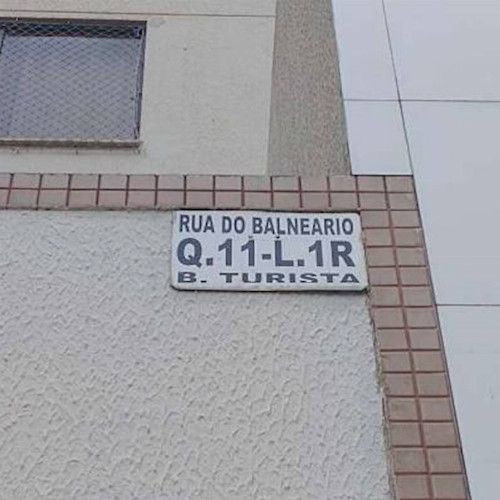 RUA DO BALNEARIO
Q.11-L.1R
B. TURISTA